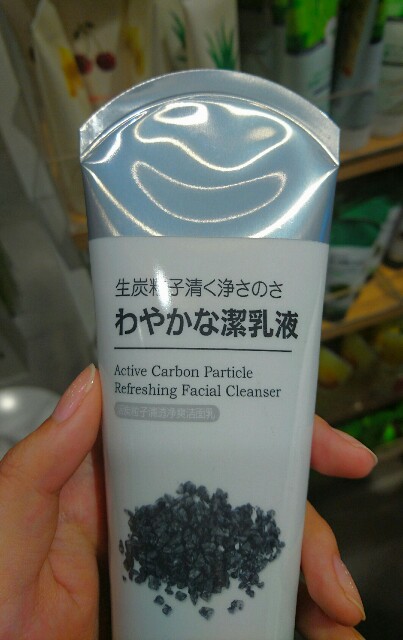 生炭粒子清く浄さのさ
わやかな潔乳液
Active Carbon Particle
Refreshing Facial Cleanser